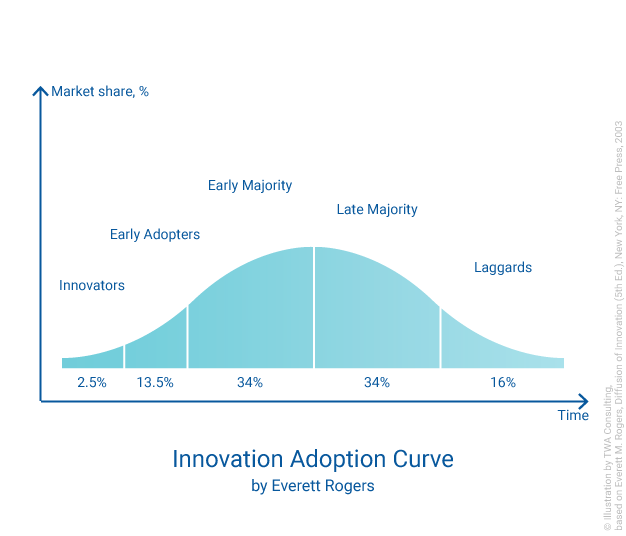 Market share, %
Early Majority
Late Majority
Early Adopters
Laggards
Innovators
2.5%
13.5%
34%
34%
16%
Time
Innovation Adoption Curve
by Everett Rogers
© Illustration by TWA Consulting,
based on Everett M. Rogers, Diffusion of Innovation (5th Ed.), New York, NY: Free Press, 2003